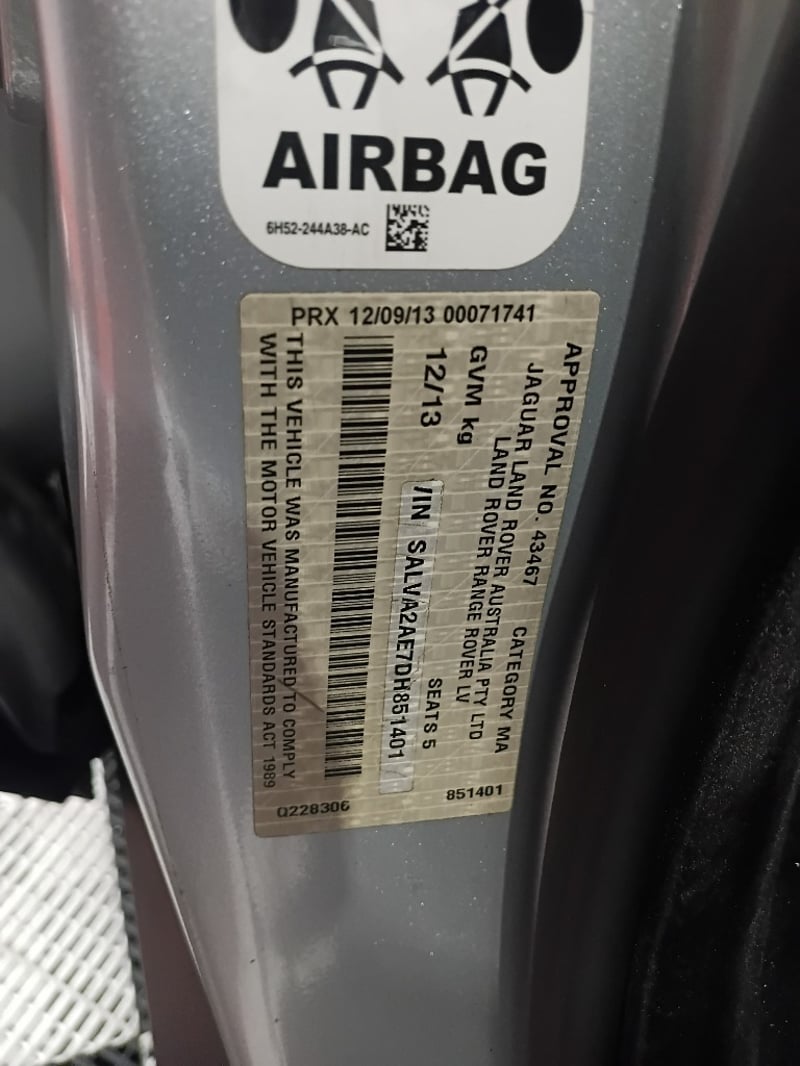 AIRBAG
6H52-244A38-AC
PRX 12/09/13 00071741
APPROVAL NO. 43467 CATEGORY MA
JAGUAR LAND ROVER AUSTRALIA PTY LTD
LAND ROVER RANGE ROVER LV
GVM kg
12/13 SEATS 5
VIN SALVA2AE7DH851401
THIS VEHICLE WAS MANUFACTURED TO COMPLY
WITH THE MOTOR VEHICLE STANDARDS ACT 1989
Q228306
851401